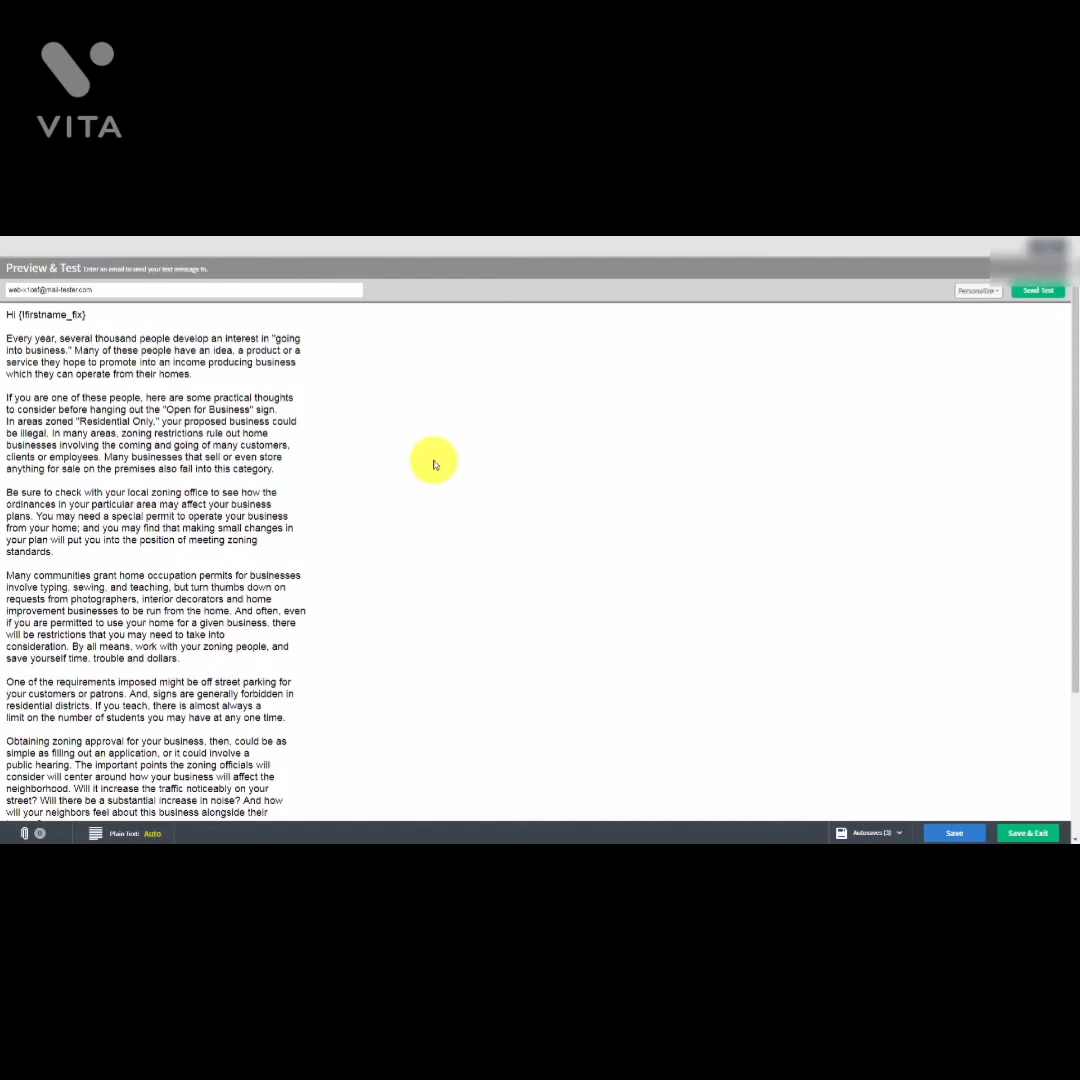 VITA
Preview & Test Enter an email to send your test message to.
web-x1osf@mail-tester.com
Personalize
Send Test
Hi {!firstname_fix}
Every year, several thousand people develop an interest in "going
into business." Many of these people have an idea, a product or a
service they hope to promote into an income producing business
which they can operate from their homes.
If you are one of these people, here are some practical thoughts
to consider before hanging out the "Open for Business" sign.
In areas zoned "Residential Only," your proposed business could
be illegal. In many areas, zoning restrictions rule out home
businesses involving the coming and going of many customers,
clients or employees. Many businesses that sell or even store
anything for sale on the premises also fall into this category.
Be sure to check with your local zoning office to see how the
ordinances in your particular area may affect your business
plans. You may need a special permit to operate your business
from your home; and you may find that making small changes in
your plan will put you into the position of meeting zoning
standards.
Many communities grant home occupation permits for businesses
involve typing, sewing, and teaching, but turn thumbs down on
requests from photographers, interior decorators and home
improvement businesses to be run from the home. And often, even
if you are permitted to use your home for a given business, there
will be restrictions that you may need to take into
consideration. By all means, work with your zoning people, and
save yourself time, trouble and dollars.
One of the requirements imposed might be off street parking for
your customers or patrons. And, signs are generally forbidden in
residential districts. If you teach, there is almost always a
limit on the number of students you may have at any one time.
Obtaining zoning approval for your business, then, could be as
simple as filling out an application, or it could involve a
public hearing. The important points the zoning officials will
consider will center around how your business will affect the
neighborhood. Will it increase the traffic noticeably on your
street? Will there be a substantial increase in noise? And how
will your neighbors feel about this business alongside their
0
Plain Text: Auto
Autosaves (3)
Save
Save & Exit